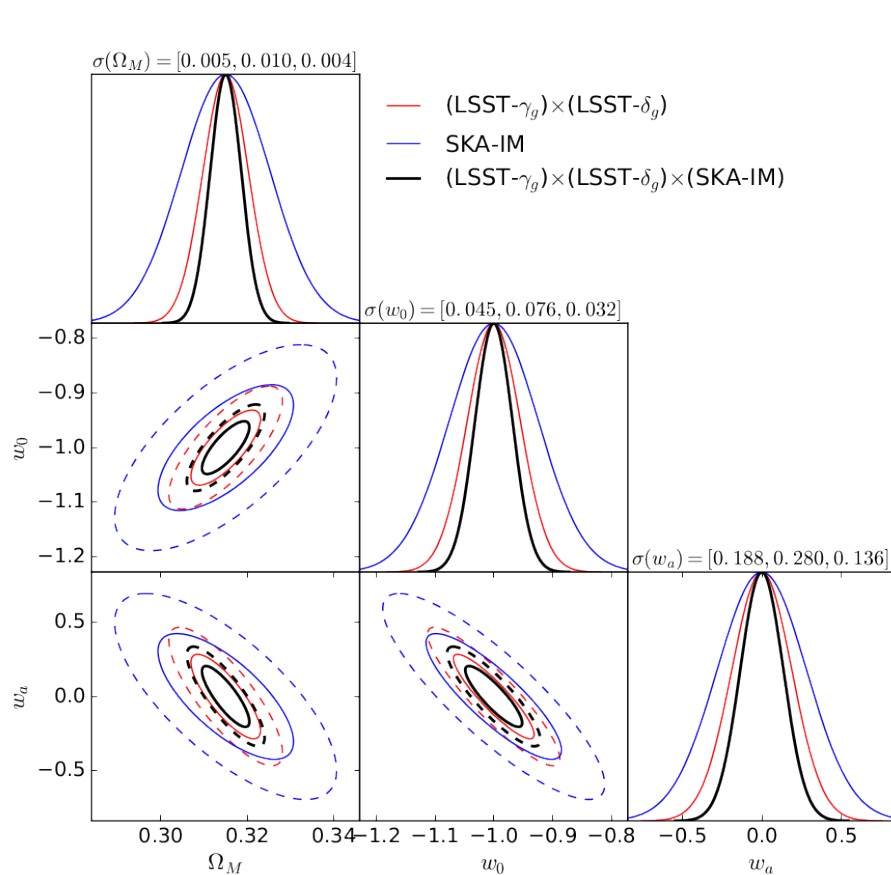 σ(Ω_M) = [0.005, 0.010, 0.004]
(LSST-γ_g)×(LSST-δ_g)
SKA-IM
(LSST-γ_g)×(LSST-δ_g)×(SKA-IM)
σ(w_0) = [0.045, 0.076, 0.032]
−0.8
−0.9
−1.0
−1.1
−1.2
w_0
σ(w_a) = [0.188, 0.280, 0.136]
0.5
0.0
−0.5
w_a
0.30 0.32 0.34 −1.2 −1.1 −1.0 −0.9 −0.8 −0.5 0.0 0.5
Ω_M w_0 w_a